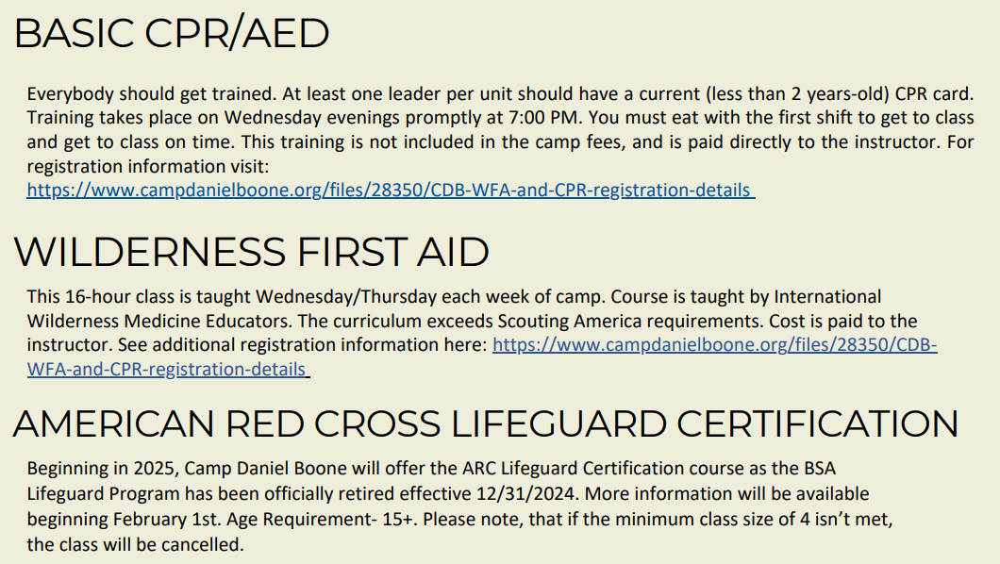 BASIC CPR/AED
Everybody should get trained. At least one leader per unit should have a current (less than 2 years-old) CPR card.
Training takes place on Wednesday evenings promptly at 7:00 PM. You must eat with the first shift to get to class
and get to class on time. This training is not included in the camp fees, and is paid directly to the instructor. For
registration information visit:
https://www.campdanielboone.org/files/28350/CDB-WFA-and-CPR-registration-details
WILDERNESS FIRST AID
This 16-hour class is taught Wednesday/Thursday each week of camp. Course is taught by International
Wilderness Medicine Educators. The curriculum exceeds Scouting America requirements. Cost is paid to the
instructor. See additional registration information here: https://www.campdanielboone.org/files/28350/CDB-
WFA-and-CPR-registration-details
AMERICAN RED CROSS LIFEGUARD CERTIFICATION
Beginning in 2025, Camp Daniel Boone will offer the ARC Lifeguard Certification course as the BSA
Lifeguard Program has been officially retired effective 12/31/2024. More information will be available
beginning February 1st. Age Requirement- 15+. Please note, that if the minimum class size of 4 isn’t met,
the class will be cancelled.